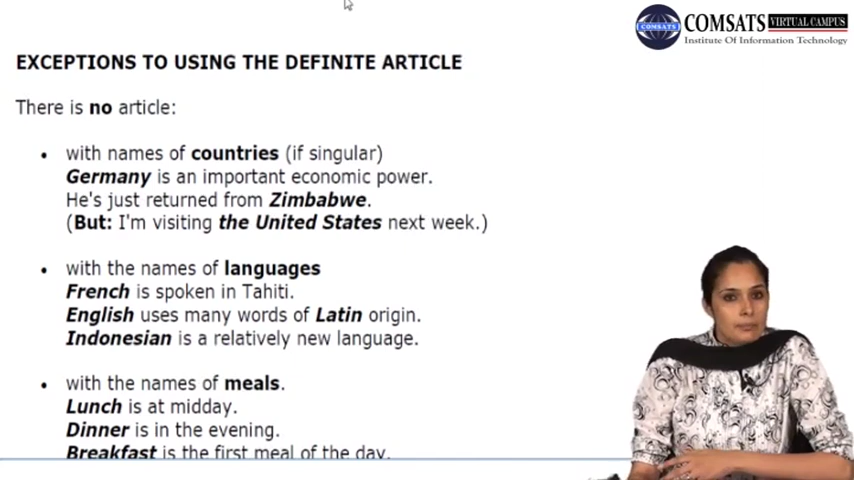 COMSATS VIRTUAL CAMPUS
Institute Of Information Technology
COMSATS
EXCEPTIONS TO USING THE DEFINITE ARTICLE
There is no article:
• with names of countries (if singular)
Germany is an important economic power.
He's just returned from Zimbabwe.
(But: I'm visiting the United States next week.)
• with the names of languages
French is spoken in Tahiti.
English uses many words of Latin origin.
Indonesian is a relatively new language.
• with the names of meals.
Lunch is at midday.
Dinner is in the evening.
Breakfast is the first meal of the day.